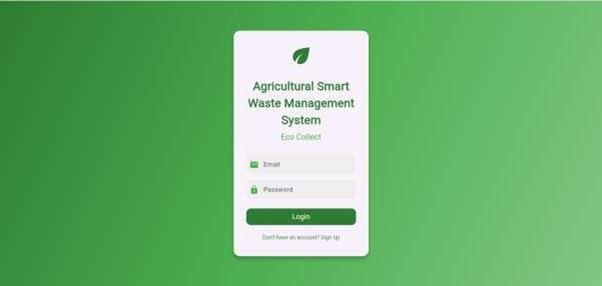 Agricultural Smart
Waste Management
System
Eco Collect
Email
Password
Login
Don't have an account? Sign Up